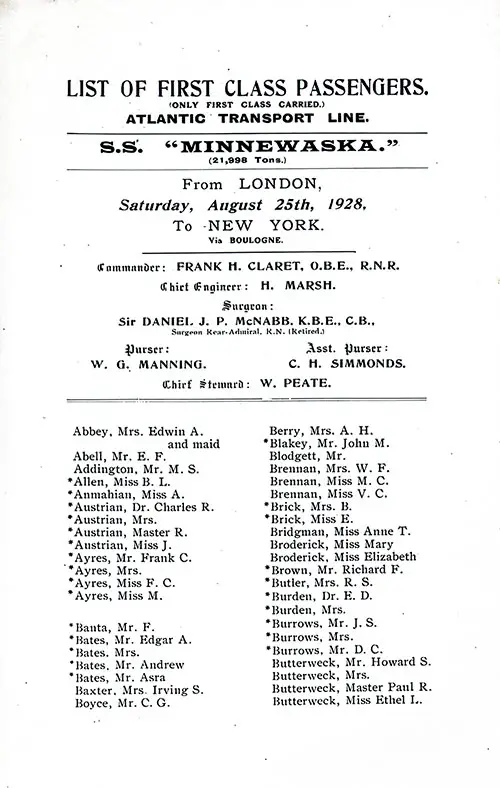 LIST OF FIRST CLASS PASSENGERS.
(ONLY FIRST CLASS CARRIED.)
ATLANTIC TRANSPORT LINE.
S.S. “MINNEWASKA.”
(21,998 Tons.)
From LONDON,
Saturday, August 25th, 1928,
To NEW YORK.
Via BOULOGNE.
Commander: FRANK H. CLARET, O.B.E., R.N.R.
Chief Engineer: H. MARSH.
Surgeon:
Sir DANIEL J. P. McNABB, K.B.E., C.B.,
Surgeon Rear-Admiral, R.N. (Retired.)
Purser:
W. G. MANNING.
Asst. Purser:
C. H. SIMMONDS.
Chief Steward: W. PEATE.
Abbey, Mrs. Edwin A.
and maid
Abell, Mr. E. F.
Addington, Mr. M. S.
*Allen, Miss B. L.
*Anmahian, Miss A.
*Austrian, Dr. Charles R.
*Austrian, Mrs.
*Austrian, Master R.
*Austrian, Miss J.
*Ayres, Mr. Frank C.
*Ayres, Mrs.
*Ayres, Miss F. C.
*Ayres, Miss M.
*Banta, Mr. F.
*Bates, Mr. Edgar A.
*Bates, Mrs.
*Bates, Mr. Andrew
*Bates, Mr. Asra
Baxter, Mrs. Irving S.
Boyce, Mr. C. G.
Berry, Mrs. A. H.
*Blakey, Mr. John M.
Blodgett, Mr.
Brennan, Mrs. W. F.
Brennan, Miss M. C.
Brennan, Miss V. C.
*Brick, Mrs. B.
*Brick, Miss E.
Bridgman, Miss Anne T.
Broderick, Miss Mary
Broderick, Miss Elizabeth
*Brown, Mr. Richard F.
*Butler, Mrs. R. S.
*Burden, Dr. E. D.
*Burden, Mrs.
*Burrows, Mr. J. S.
*Burrows, Mrs.
*Burrows, Mr. D. C.
Butterweck, Mr. Howard S.
Butterweck, Mrs.
Butterweck, Master Paul R.
Butterweck, Miss Ethel L.